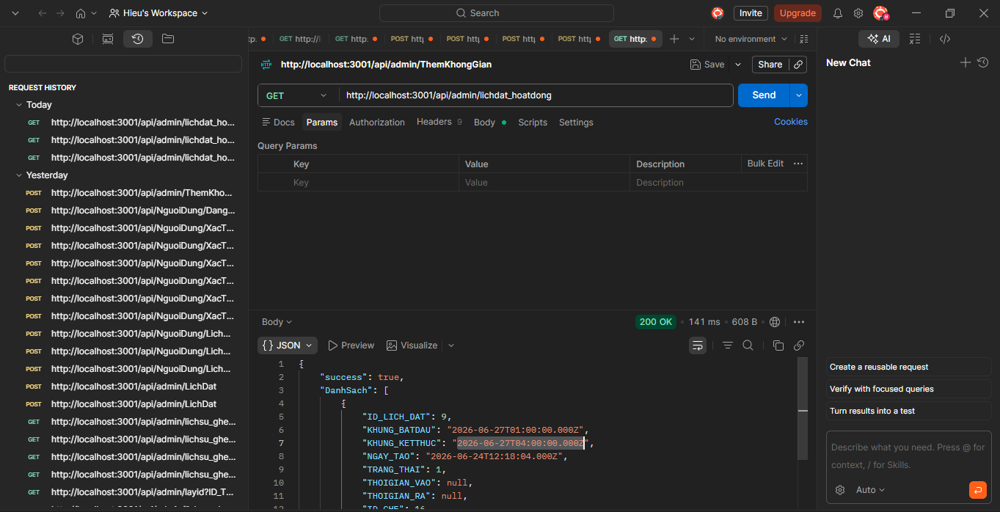 Hieu's Workspace
Search
Invite
Upgrade
GET http://
GET http:
POST htt
POST htt
POST htt
POST htt
GET http:
No environment
AI
New Chat
REQUEST HISTORY
Today
GET http://localhost:3001/api/admin/lichdat_ho...
GET http://localhost:3001/api/admin/lichdat_ho...
GET http://localhost:3001/api/admin/lichdat_ho...
Yesterday
POST http://localhost:3001/api/admin/ThemKho...
POST http://localhost:3001/api/NguoiDung/Dang...
POST http://localhost:3001/api/NguoiDung/XacT...
POST http://localhost:3001/api/NguoiDung/XacT...
POST http://localhost:3001/api/NguoiDung/XacT...
POST http://localhost:3001/api/NguoiDung/XacT...
POST http://localhost:3001/api/NguoiDung/XacT...
POST http://localhost:3001/api/NguoiDung/XacT...
POST http://localhost:3001/api/NguoiDung/Lich...
POST http://localhost:3001/api/NguoiDung/Lich...
POST http://localhost:3001/api/NguoiDung/Lich...
POST http://localhost:3001/api/admin/LichDat
POST http://localhost:3001/api/admin/LichDat
GET http://localhost:3001/api/admin/lichsu_ghe...
GET http://localhost:3001/api/admin/lichsu_ghe...
GET http://localhost:3001/api/admin/lichsu_ghe...
GET http://localhost:3001/api/admin/lichsu_ghe...
GET http://localhost:3001/api/admin/layid?ID_T...
HTTP http://localhost:3001/api/admin/ThemKhongGian
Save
Share
GET http://localhost:3001/api/admin/lichdat_hoatdong
Send
Docs Params Authorization Headers 9 Body Scripts Settings
Cookies
Query Params
Key Value Description Bulk Edit
Key Value Description
Body
200 OK 141 ms 608 B
{} JSON Preview Visualize
1 {
2 "success": true,
3 "DanhSach": [
4 {
5 "ID_LICH_DAT": 9,
6 "KHUNG_BATDAU": "2026-06-27T01:00:00.000Z",
7 "KHUNG_KETTHUC": "2026-06-27T04:00:00.000Z",
8 "NGAY_TAO": "2026-06-24T12:18:04.000Z",
9 "TRANG_THAI": 1,
10 "THOIGIAN_VAO": null,
11 "THOIGIAN_RA": null,
12 "ID_GHE": 16
Create a reusable request
Verify with focused queries
Turn results into a test
Describe what you need. Press @ for
context, / for Skills.
Auto